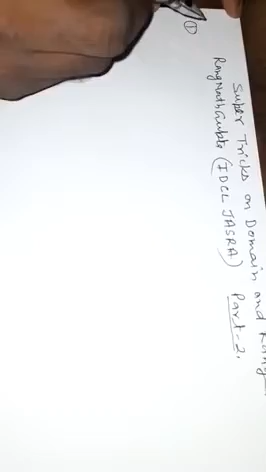 Super Tricks on Domain and Rang
RangNath Gupta (IDCL JASRA) Part-2.
①